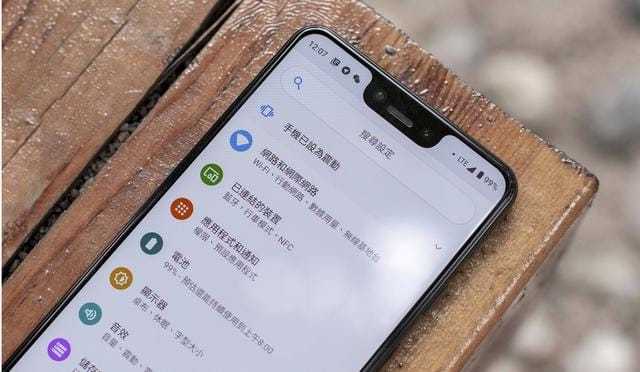 12:07
LTE 99%
搜尋設定
手機已設為震動
網路和網際網路
Wi-Fi、行動網路、數據用量、無線基地台
已連結的裝置
藍牙、行車模式、NFC
應用程式和通知
權限、預設應用程式
電池
99% - 預估還能持續使用到上午8:00
顯示器
桌布、休眠、字型大小
音效
音量、震動、
儲存